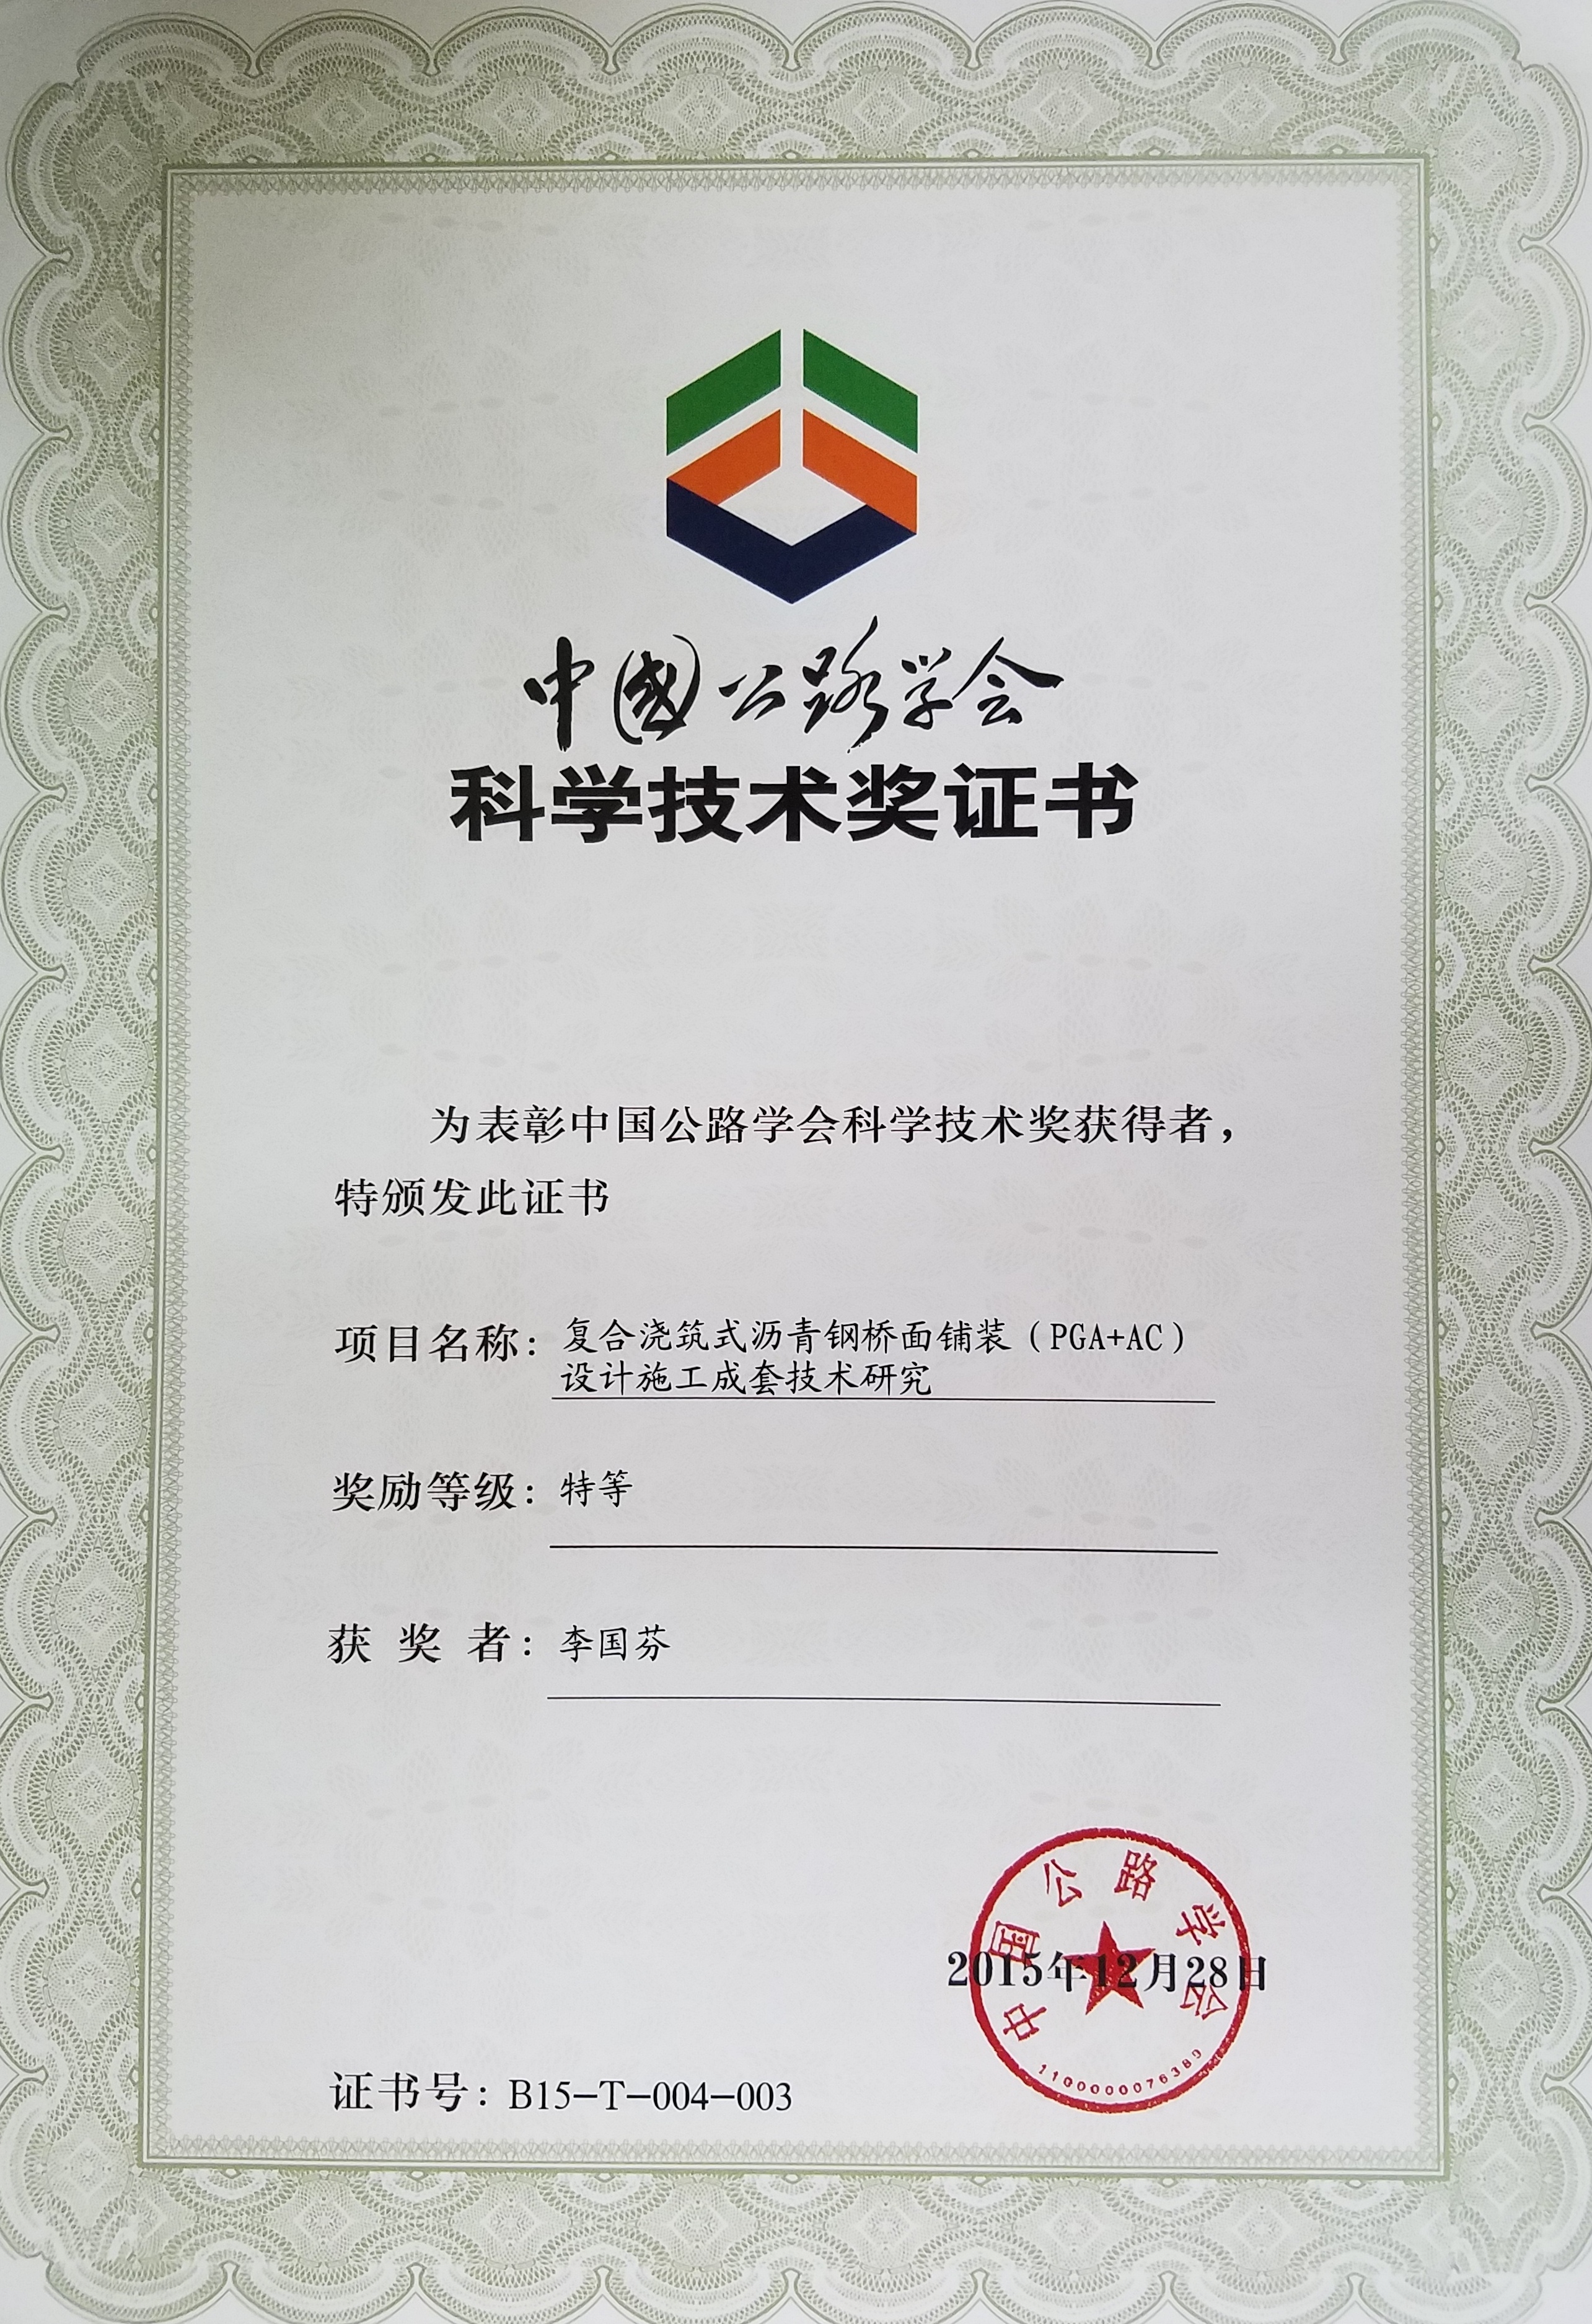 中國公路学会
科学技术奖证书
为表彰中国公路学会科学技术奖获得者，
特颁发此证书
项目名称：复合浇筑式沥青钢桥面铺装（PGA+AC）
设计施工成套技术研究
奖励等级：特等
获 奖 者：李国芬
中国公路学会
2015年12月28日
1100000076389
证书号：B15-T-004-003